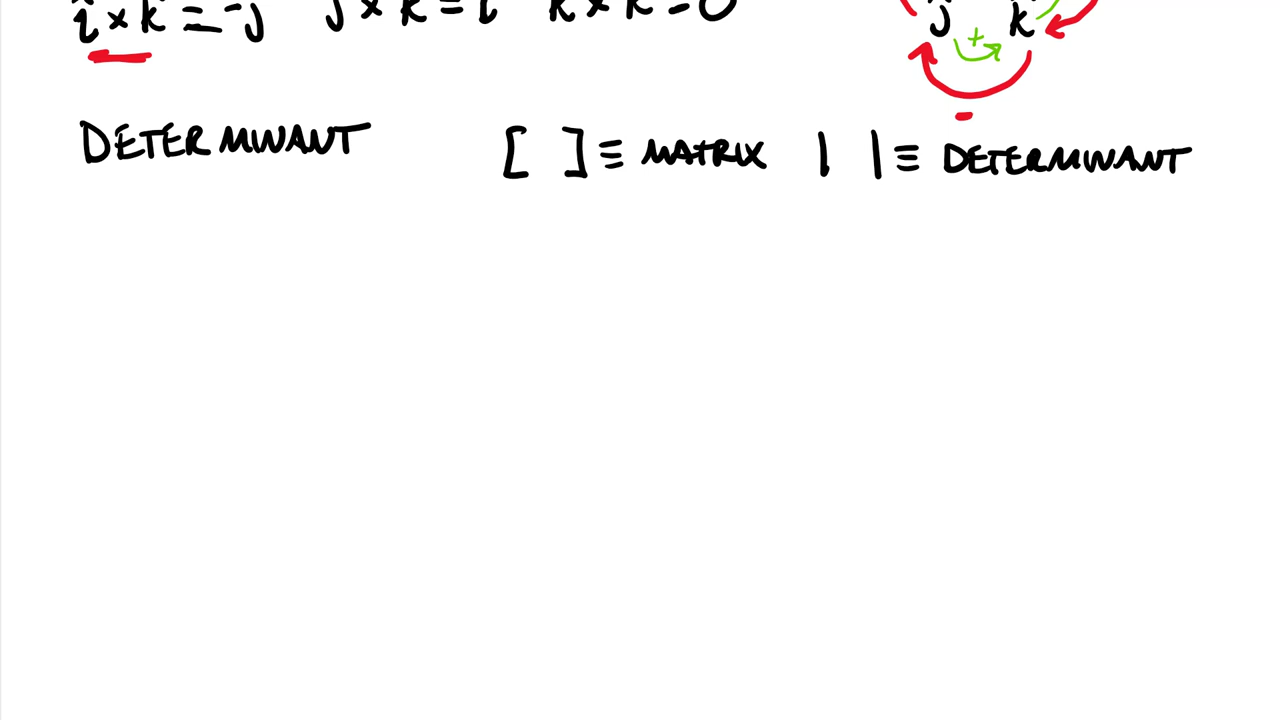 î × k̂ = -ĵ   ĵ × k̂ = î   k̂ × k̂ = 0
ĵ + k̂
-
DETERMINANT   [ ] ≡ MATRIX   | | ≡ DETERMINANT